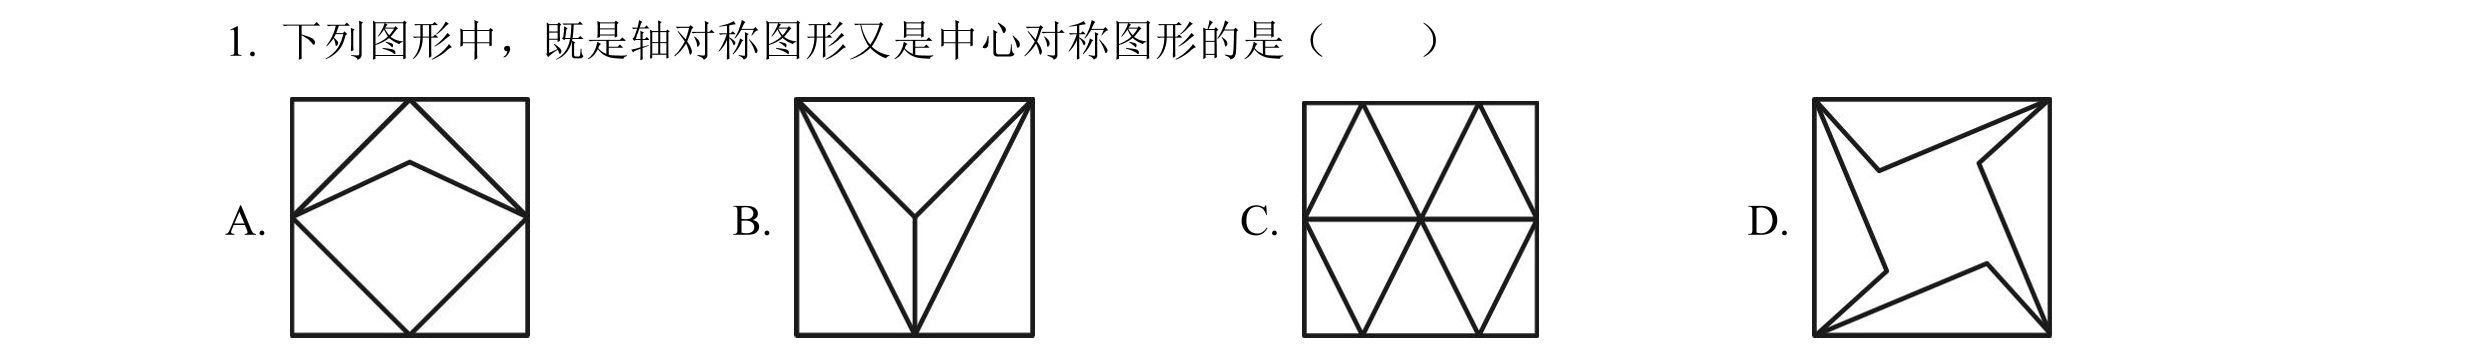 1. 下列图形中，既是轴对称图形又是中心对称图形的是（　　）
A. B. C. D.